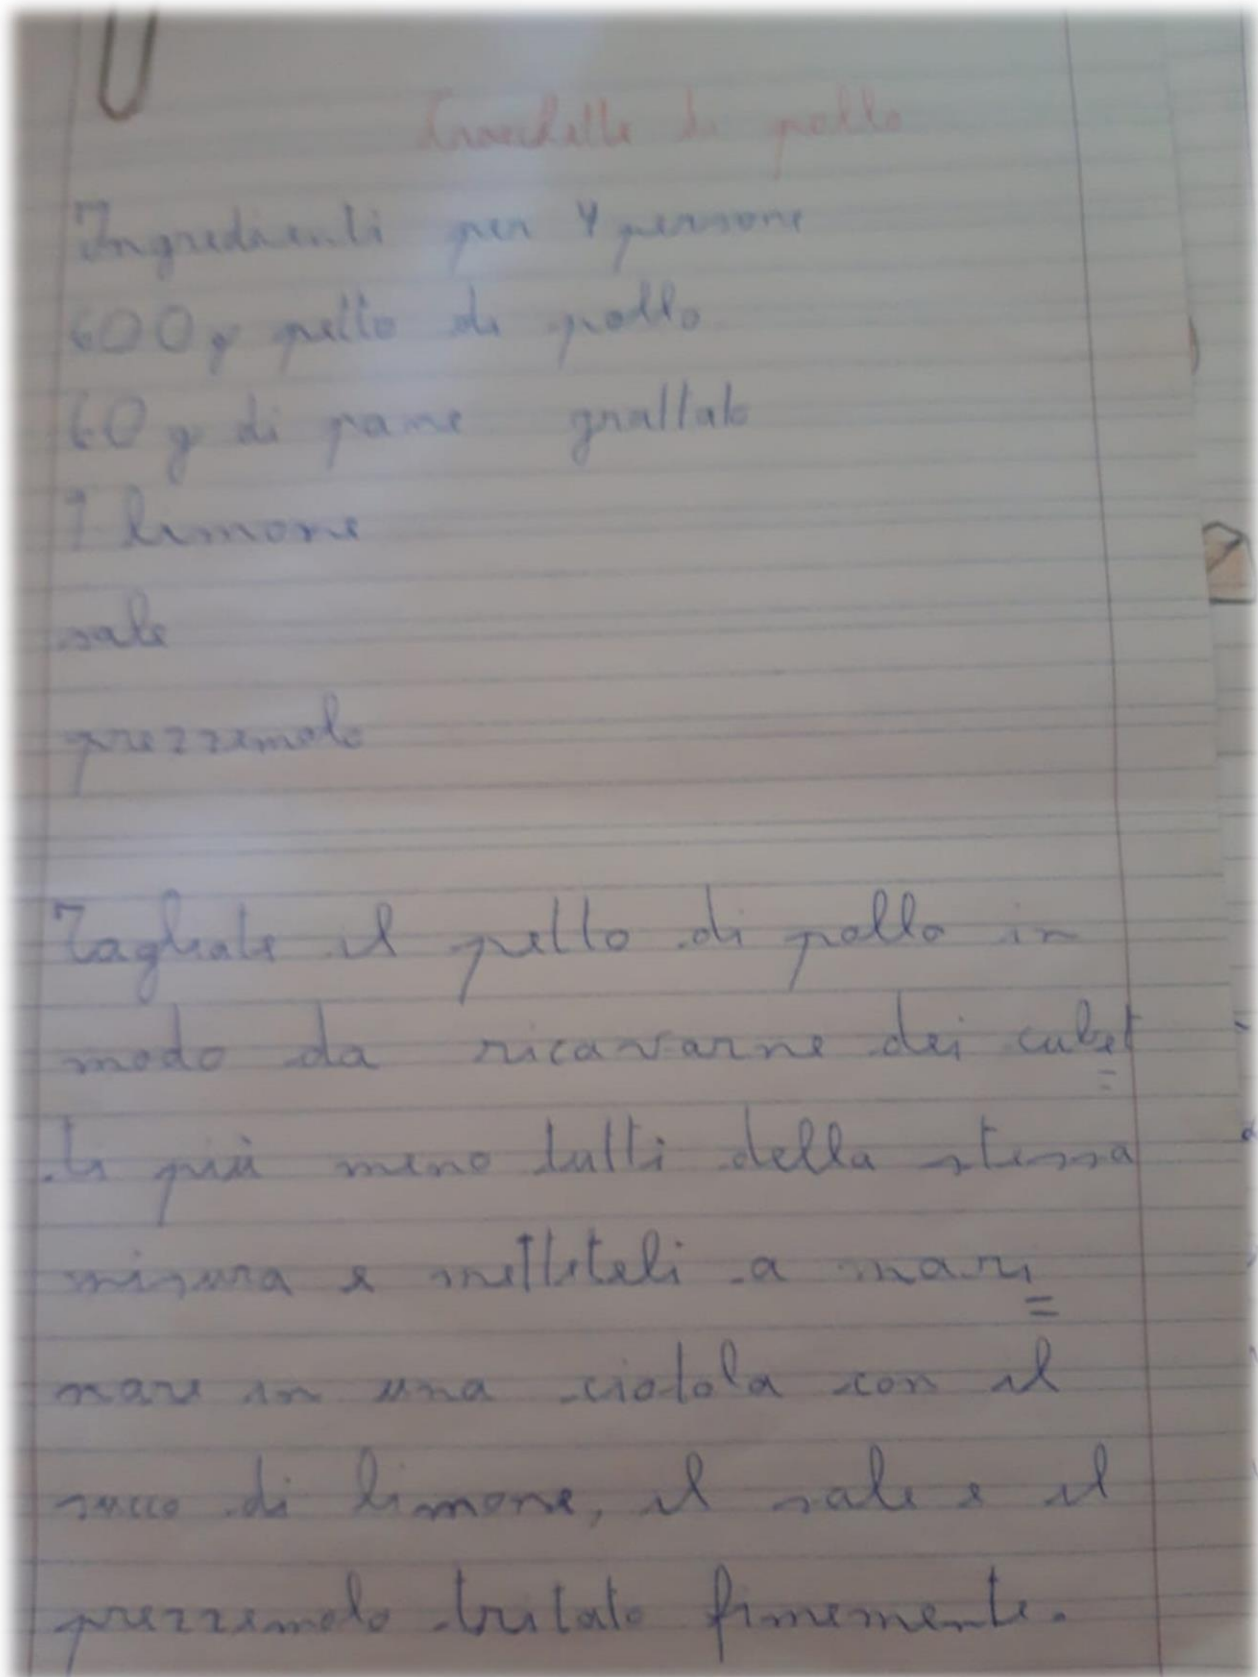 di pollo
Ingredienti per 4 persone
600 g petto di pollo
60 g di pane grattato
1 limone
sale
prezzemolo
Tagliate il petto di pollo in
modo da ricavarne dei cubet
ti più meno tutti della stessa
misura e metteteli a mari
=
nare in una ciotola con il
succo di limone, il sale e il
prezzemolo tritato finemente.